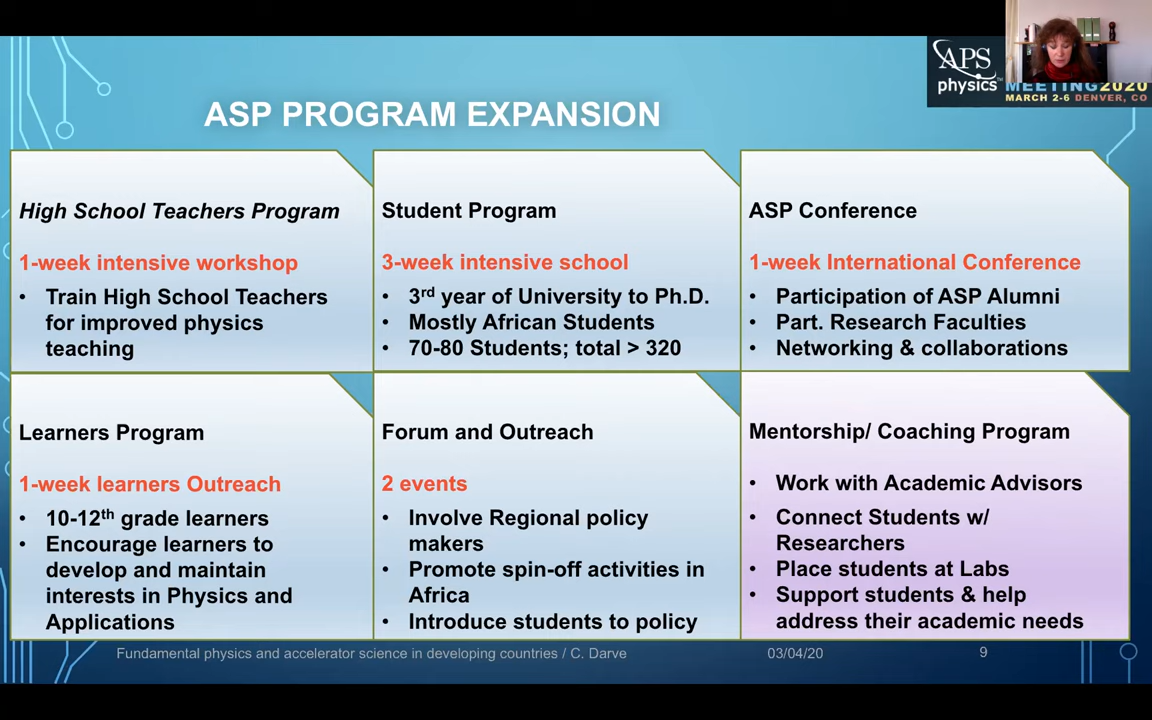 APS
physics™
MEETING2020
MARCH 2-6 DENVER, CO
ASP PROGRAM EXPANSION
High School Teachers Program
1-week intensive workshop
• Train High School Teachers
for improved physics
teaching
Student Program
3-week intensive school
• 3rd year of University to Ph.D.
• Mostly African Students
• 70-80 Students; total > 320
ASP Conference
1-week International Conference
• Participation of ASP Alumni
• Part. Research Faculties
• Networking & collaborations
Learners Program
1-week learners Outreach
• 10-12th grade learners
• Encourage learners to
develop and maintain
interests in Physics and
Applications
Forum and Outreach
2 events
• Involve Regional policy
makers
• Promote spin-off activities in
Africa
• Introduce students to policy
Mentorship/ Coaching Program
• Work with Academic Advisors
• Connect Students w/
Researchers
• Place students at Labs
• Support students & help
address their academic needs
Fundamental physics and accelerator science in developing countries / C. Darve
03/04/20
9